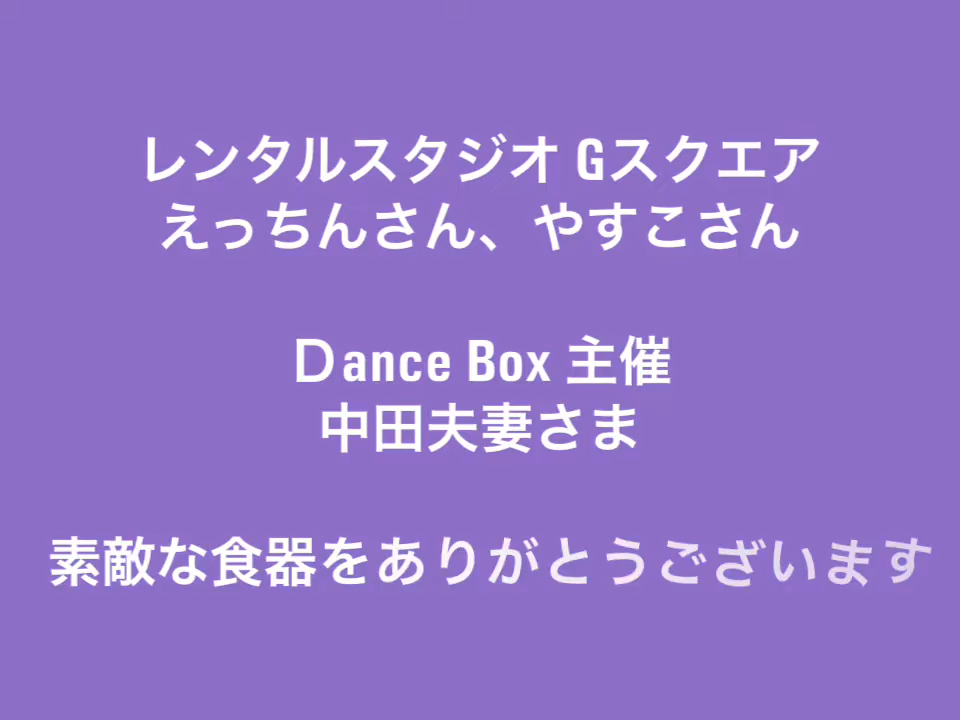 レンタルスタジオ Gスクエア
えっちんさん、やすこさん
Ｄance Box 主催
中田夫妻さま
素敵な食器をありがとうございます